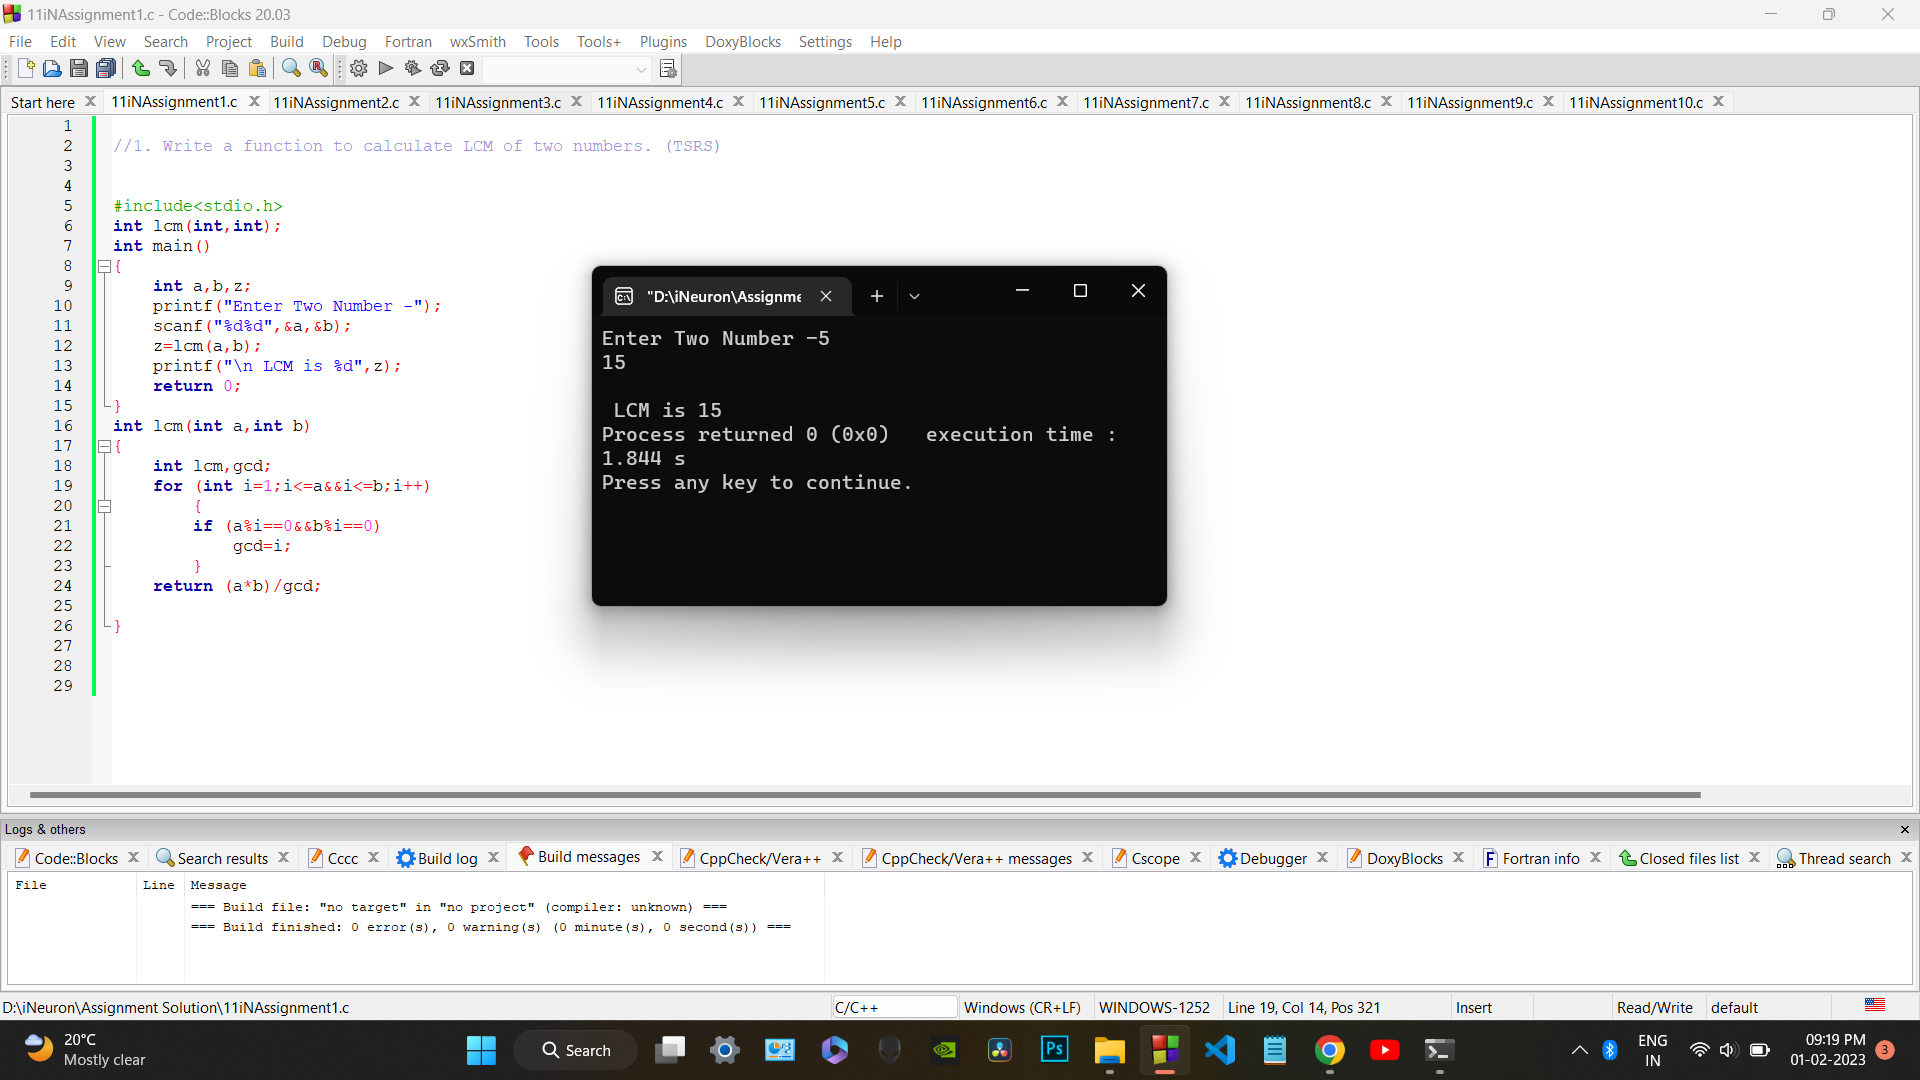 11iNAssignment1.c - Code::Blocks 20.03
File Edit View Search Project Build Debug Fortran wxSmith Tools Tools+ Plugins DoxyBlocks Settings Help
Start here 11iNAssignment1.c 11iNAssignment2.c 11iNAssignment3.c 11iNAssignment4.c 11iNAssignment5.c 11iNAssignment6.c 11iNAssignment7.c 11iNAssignment8.c 11iNAssignment9.c 11iNAssignment10.c
1
2 //1. Write a function to calculate LCM of two numbers. (TSRS)
3
4
5 #include<stdio.h>
6 int lcm(int,int);
7 int main()
8 {
9 int a,b,z;
10 printf("Enter Two Number -");
11 scanf("%d%d",&a,&b);
12 z=lcm(a,b);
13 printf("\n LCM is %d",z);
14 return 0;
15 }
16 int lcm(int a,int b)
17 {
18 int lcm,gcd;
19 for (int i=1;i<=a&&i<=b;i++)
20 {
21 if (a%i==0&&b%i==0)
22 gcd=i;
23 }
24 return (a*b)/gcd;
25
26 }
27
28
29
"D:\iNeuron\Assignme
Enter Two Number -5
15
LCM is 15
Process returned 0 (0x0)   execution time :
1.844 s
Press any key to continue.
Logs & others
Code::Blocks Search results Cccc Build log Build messages CppCheck/Vera++ CppCheck/Vera++ messages Cscope Debugger DoxyBlocks Fortran info Closed files list Thread search
File Line Message
=== Build file: "no target" in "no project" (compiler: unknown) ===
=== Build finished: 0 error(s), 0 warning(s) (0 minute(s), 0 second(s)) ===
D:\iNeuron\Assignment Solution\11iNAssignment1.c C/C++ Windows (CR+LF) WINDOWS-1252 Line 19, Col 14, Pos 321 Insert Read/Write default
20°C
Mostly clear
Search
Ps
ENG
IN
09:19 PM
01-02-2023
3